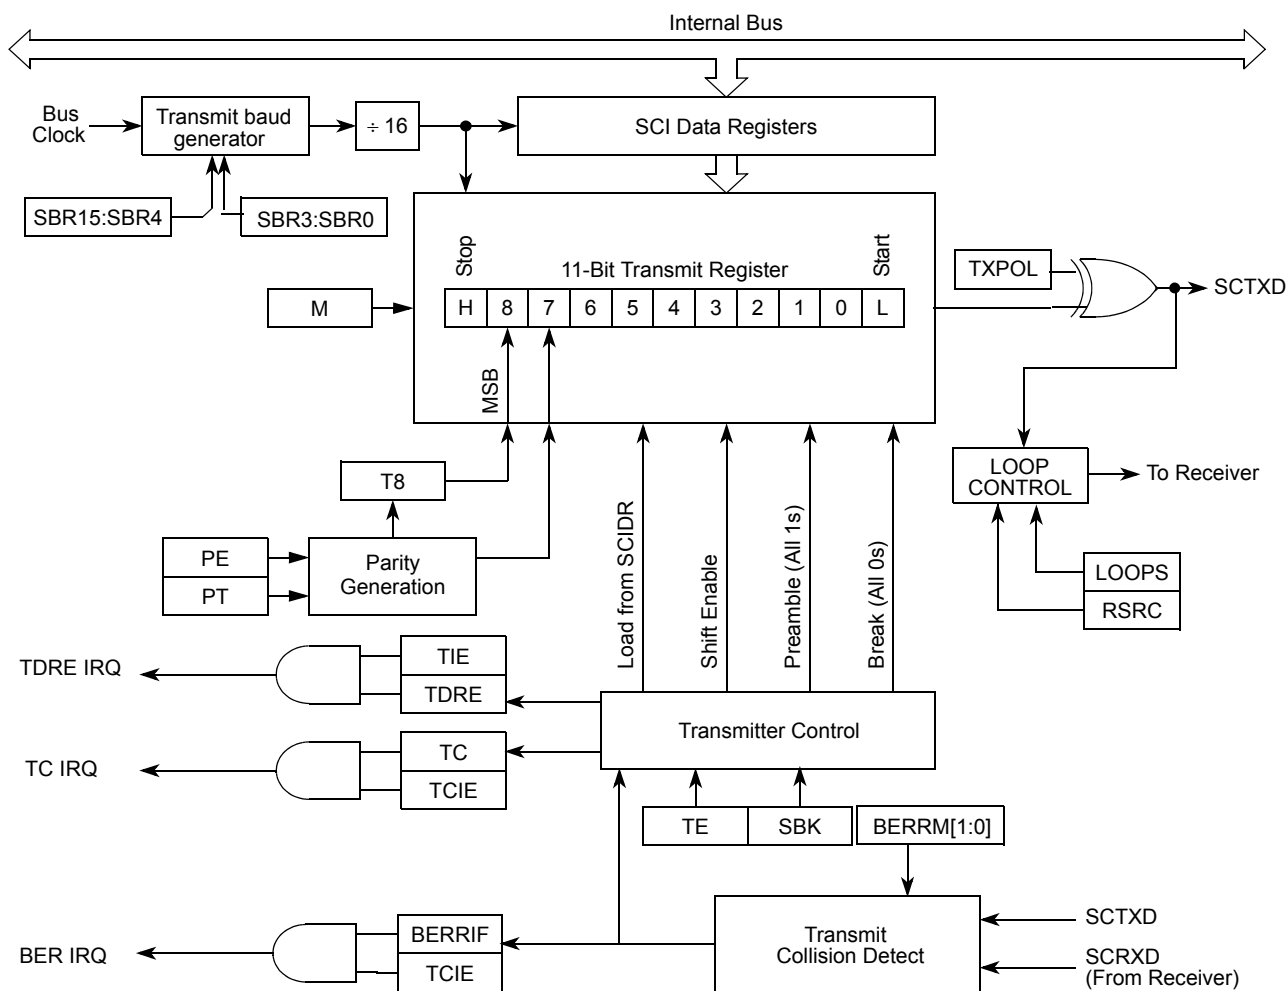 Internal Bus
Bus
Clock
Transmit baud
generator
÷ 16
SCI Data Registers
SBR15:SBR4
SBR3:SBR0
Stop
11-Bit Transmit Register
Start
M
H 8 7 6 5 4 3 2 1 0 L
MSB
TXPOL
SCTXD
T8
LOOP
CONTROL
To Receiver
PE
PT
Parity
Generation
Load from SCIDR
Shift Enable
Preamble (All 1s)
Break (All 0s)
LOOPS
RSRC
TDRE IRQ
TIE
TDRE
Transmitter Control
TC IRQ
TC
TCIE
TE
SBK
BERRM[1:0]
BER IRQ
BERRIF
TCIE
Transmit
Collision Detect
SCTXD
SCRXD
(From Receiver)